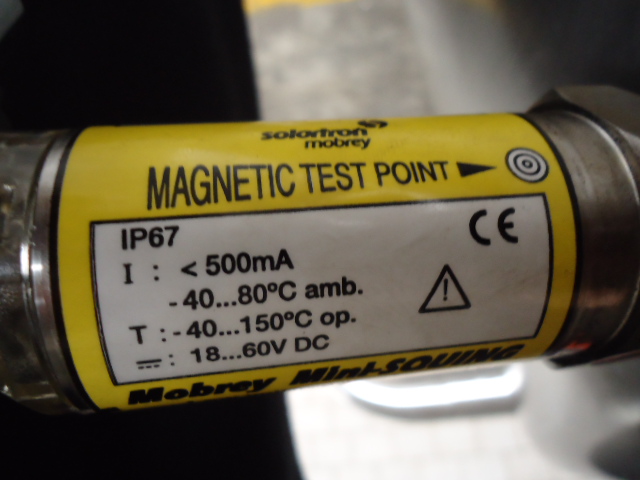 solartron
mobrey
MAGNETIC TEST POINT
IP67
CE
I : < 500mA
-40...80°C amb.
T : -40...150°C op.
⎓ : 18...60V DC
Mobrey Mini-SQUING